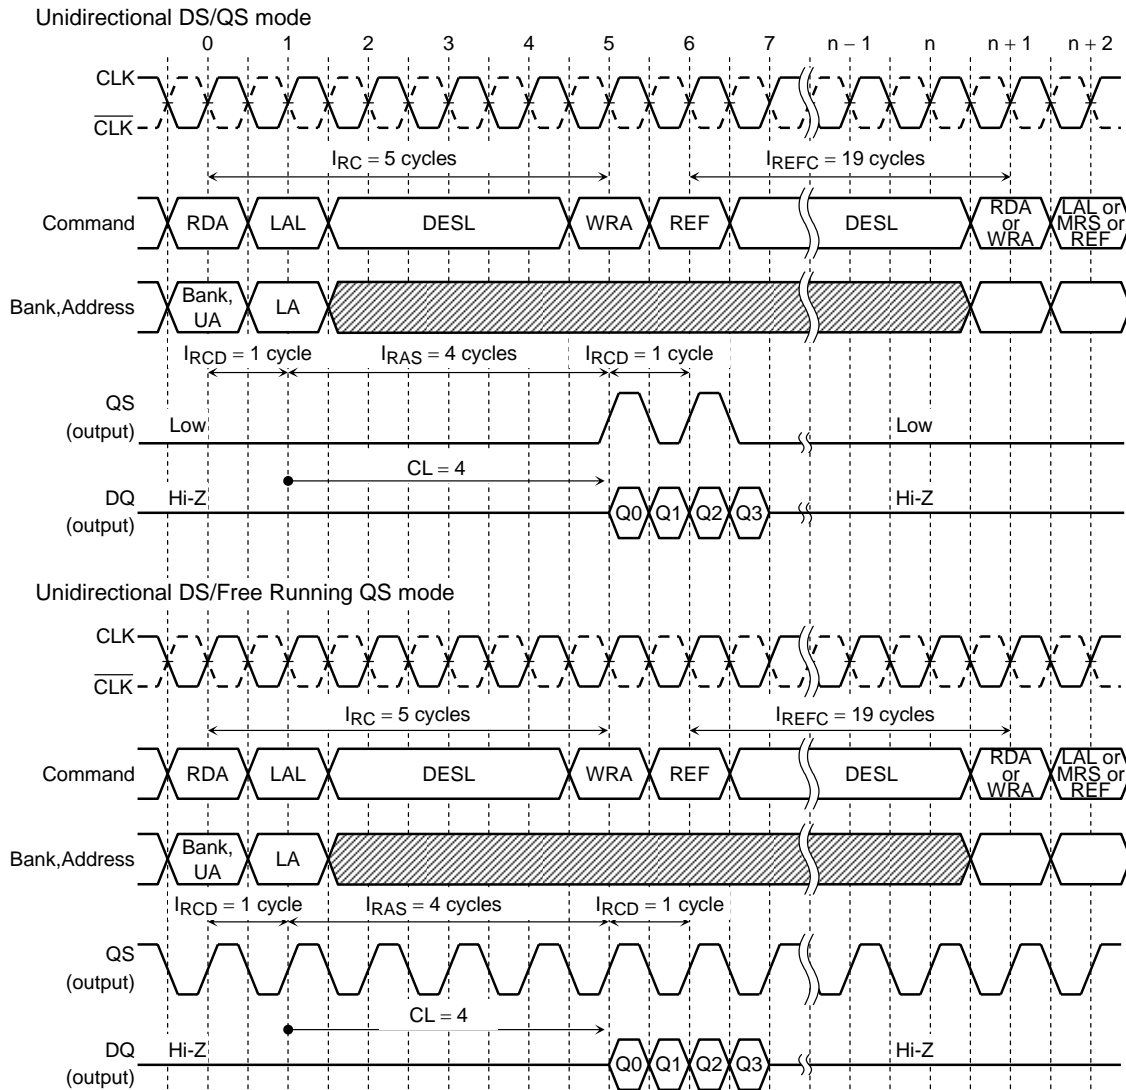 Unidirectional DS/QS mode
0 1 2 3 4 5 6 7 n − 1 n n + 1 n + 2
CLK
CLK
IRC = 5 cycles IREFC = 19 cycles
Command RDA LAL DESL WRA REF DESL RDA or WRA LAL or MRS or REF
Bank,Address Bank, UA LA
IRCD = 1 cycle IRAS = 4 cycles IRCD = 1 cycle
QS (output) Low Low
CL = 4
DQ (output) Hi-Z Q0 Q1 Q2 Q3 Hi-Z
Unidirectional DS/Free Running QS mode
CLK
CLK
IRC = 5 cycles IREFC = 19 cycles
Command RDA LAL DESL WRA REF DESL RDA or WRA LAL or MRS or REF
Bank,Address Bank, UA LA
IRCD = 1 cycle IRAS = 4 cycles IRCD = 1 cycle
QS (output)
CL = 4
DQ (output) Hi-Z Q0 Q1 Q2 Q3 Hi-Z